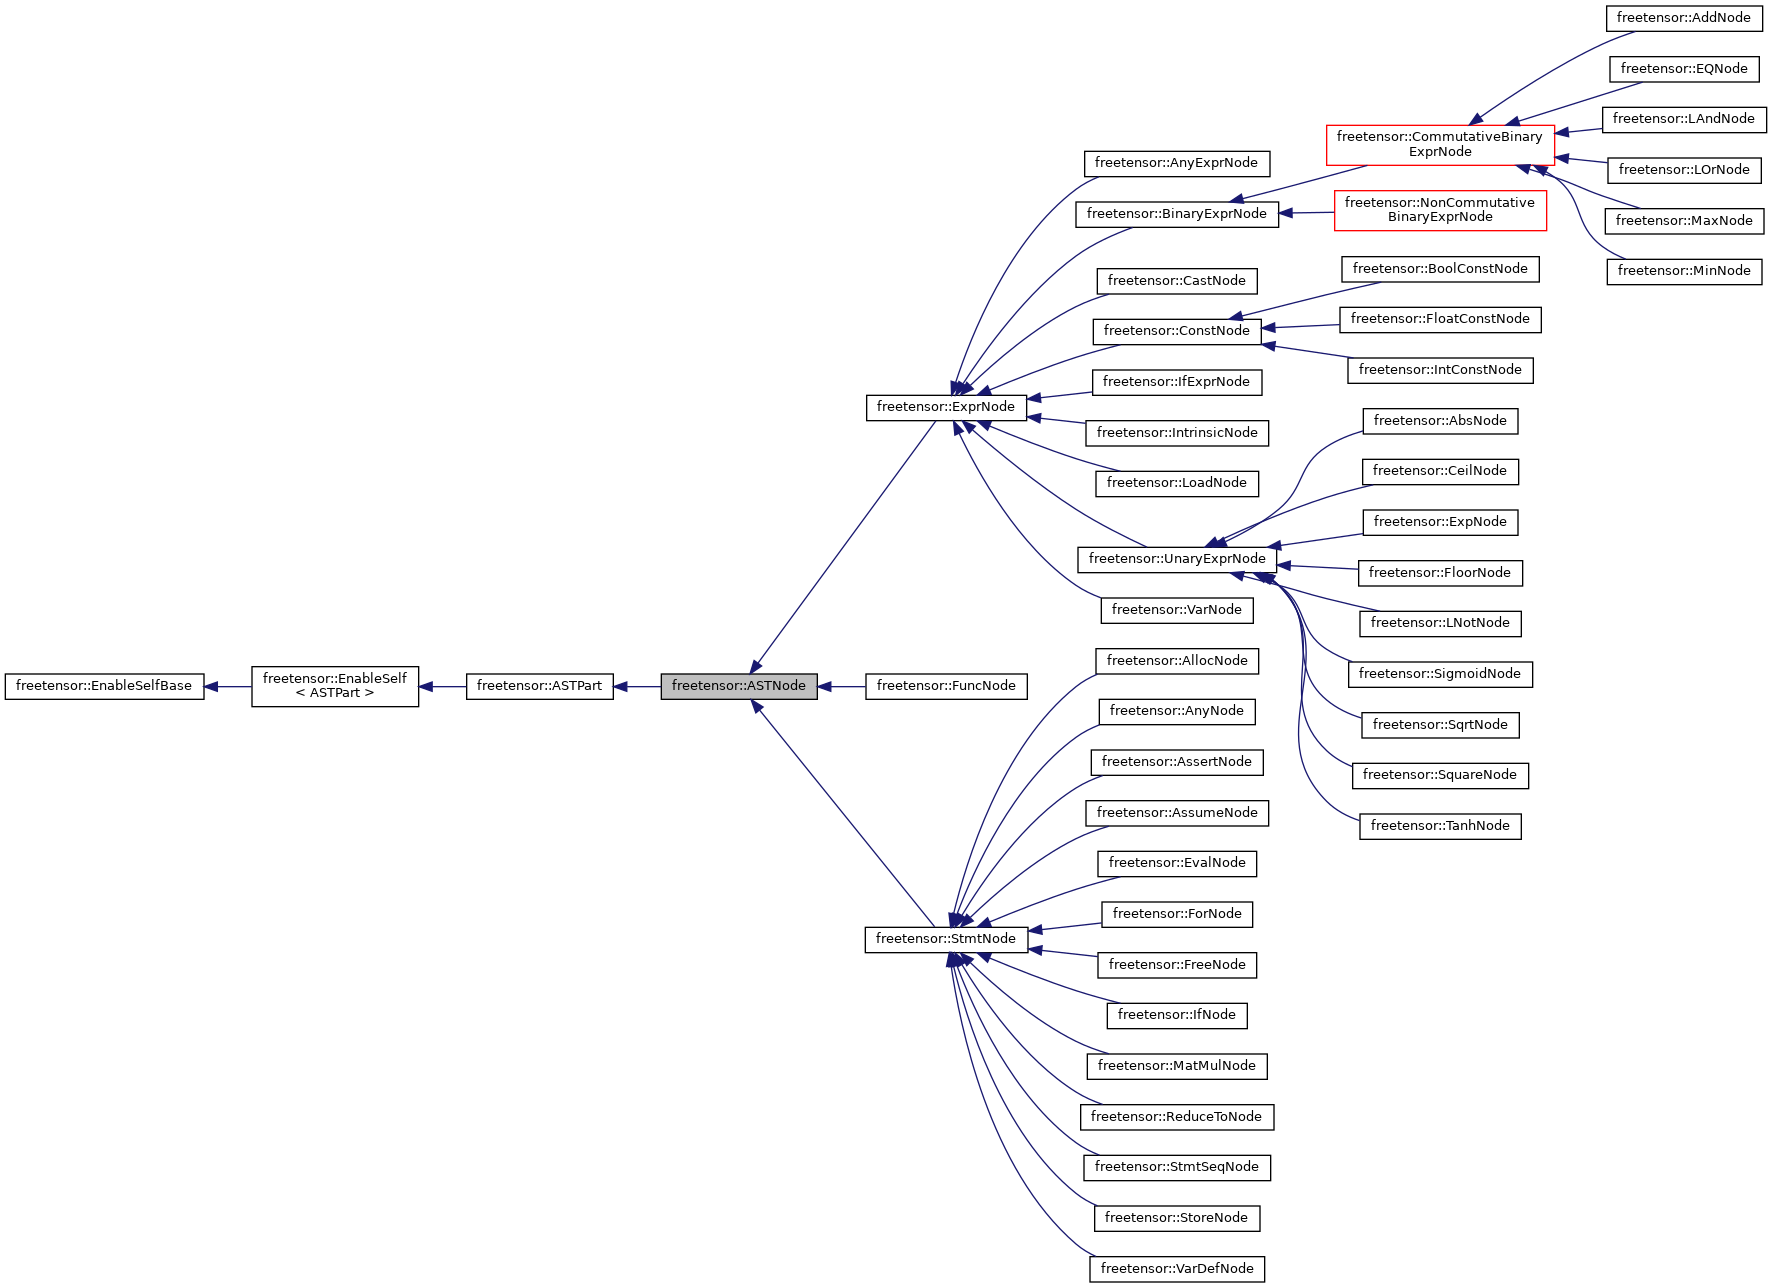 freetensor::EnableSelfBase
freetensor::EnableSelf
< ASTPart >
freetensor::ASTPart
freetensor::ASTNode
freetensor::ExprNode
freetensor::FuncNode
freetensor::StmtNode
freetensor::AnyExprNode
freetensor::BinaryExprNode
freetensor::CastNode
freetensor::ConstNode
freetensor::IfExprNode
freetensor::IntrinsicNode
freetensor::LoadNode
freetensor::UnaryExprNode
freetensor::VarNode
freetensor::AllocNode
freetensor::AnyNode
freetensor::AssertNode
freetensor::AssumeNode
freetensor::EvalNode
freetensor::ForNode
freetensor::FreeNode
freetensor::IfNode
freetensor::MatMulNode
freetensor::ReduceToNode
freetensor::StmtSeqNode
freetensor::StoreNode
freetensor::VarDefNode
freetensor::CommutativeBinary
ExprNode
freetensor::NonCommutative
BinaryExprNode
freetensor::BoolConstNode
freetensor::FloatConstNode
freetensor::IntConstNode
freetensor::AbsNode
freetensor::CeilNode
freetensor::ExpNode
freetensor::FloorNode
freetensor::LNotNode
freetensor::SigmoidNode
freetensor::SqrtNode
freetensor::SquareNode
freetensor::TanhNode
freetensor::AddNode
freetensor::EQNode
freetensor::LAndNode
freetensor::LOrNode
freetensor::MaxNode
freetensor::MinNode